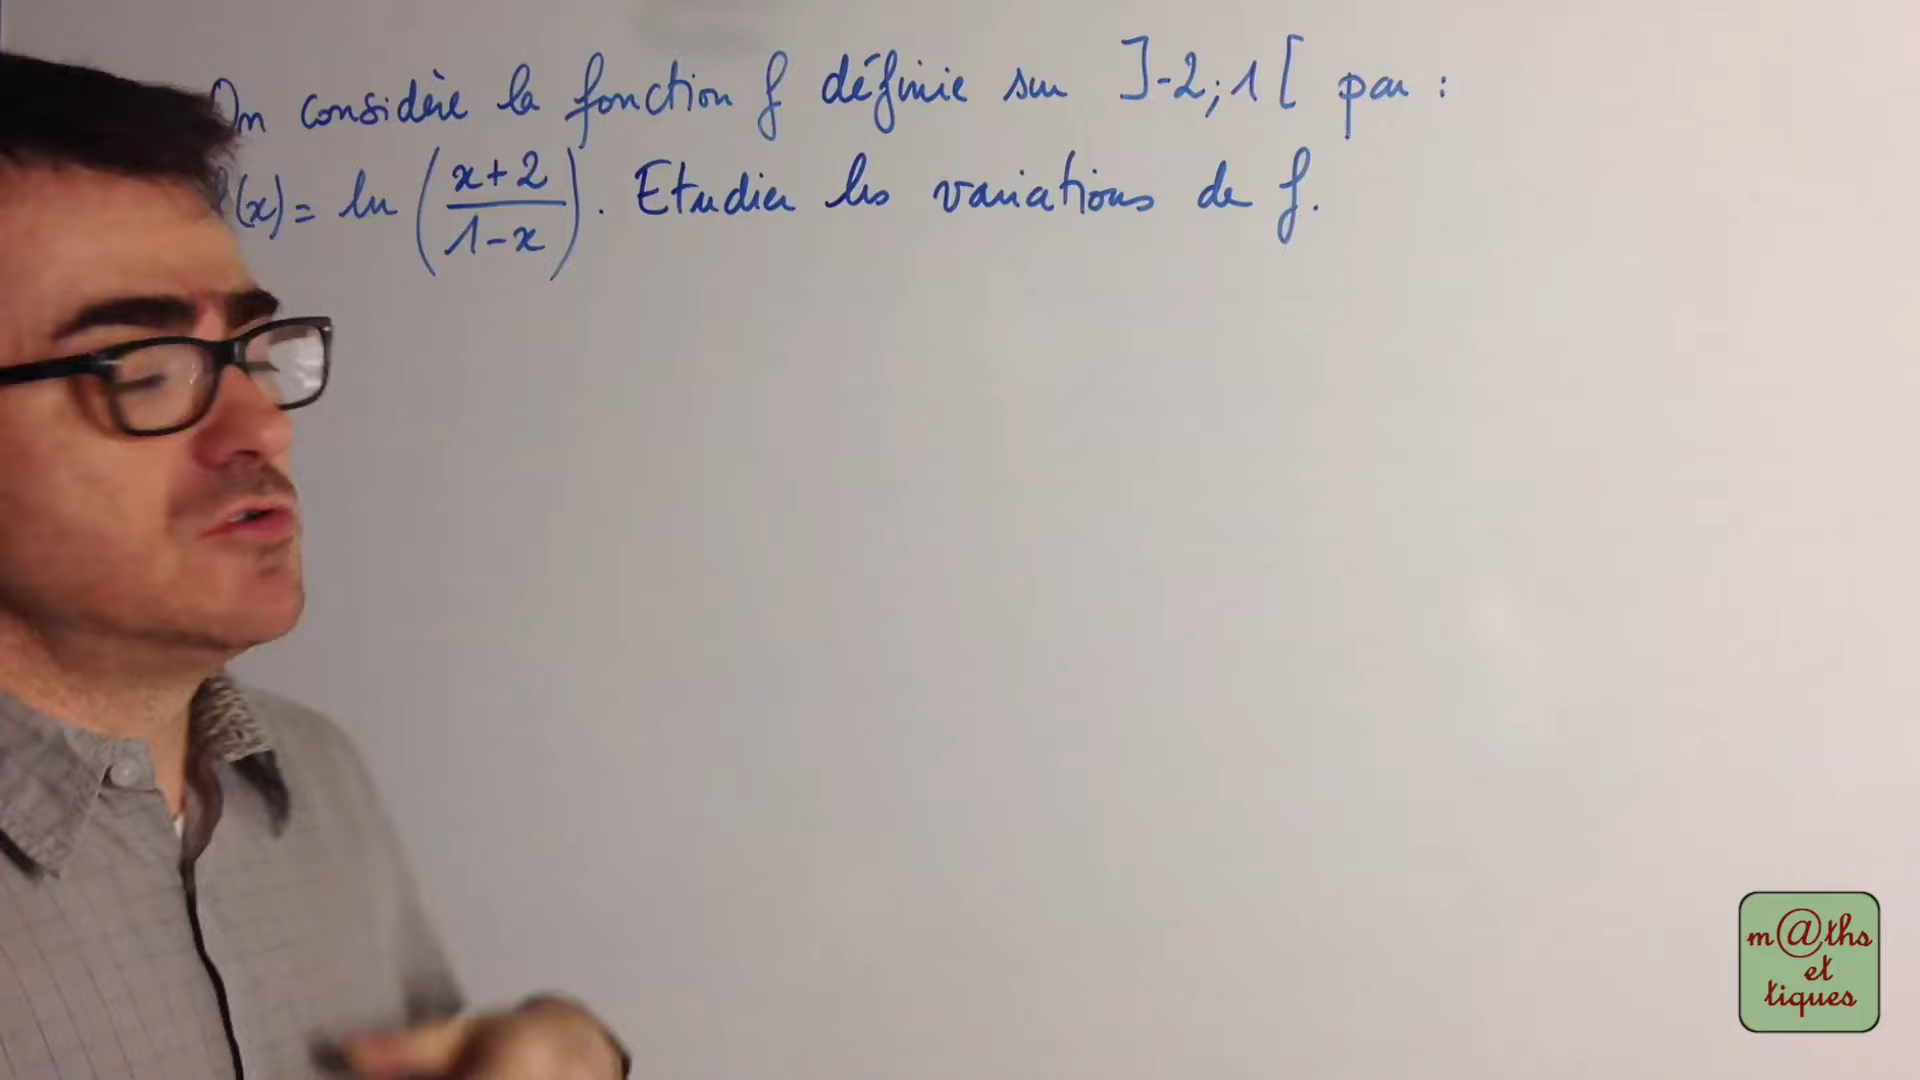 On considère la fonction f définie sur ]-2;1[ par :
f(x) = ln((x+2)/(1-x)). Etudier les variations de f.
m@ths
et
tiques